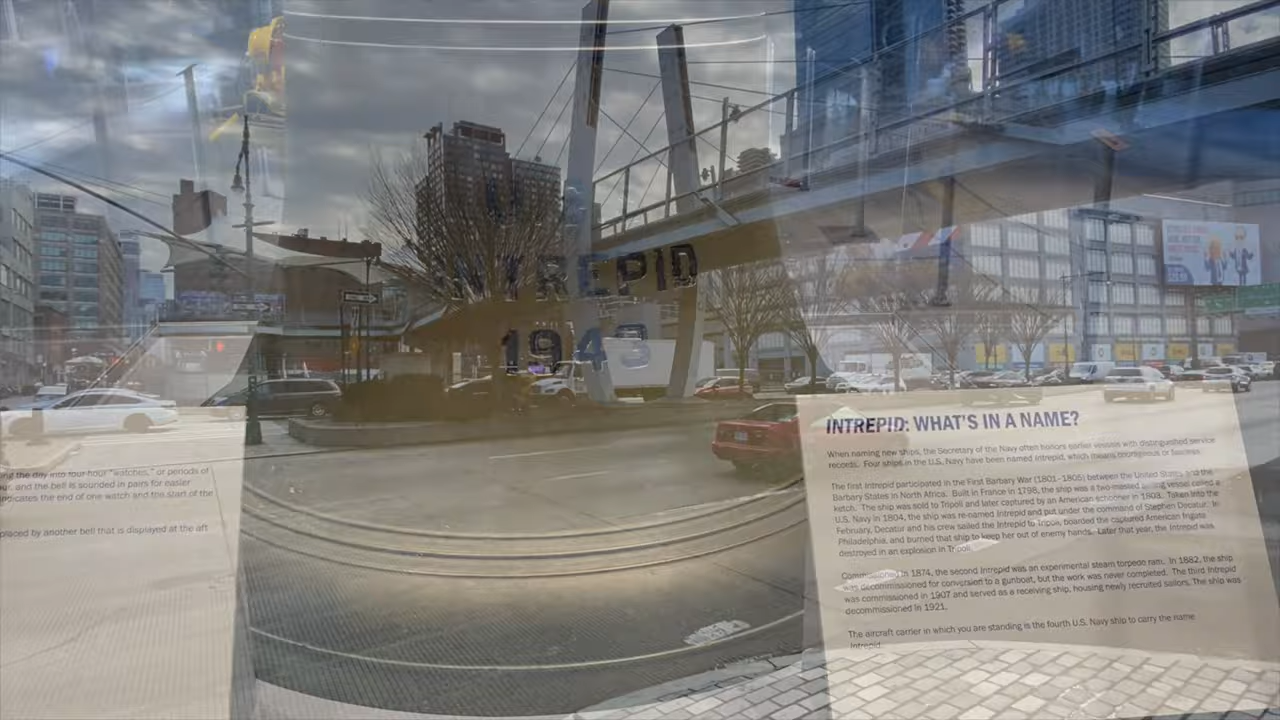 INTREPID
1943
ing the day into four-hour "watches," or periods of
and the bell is sounded in pairs for easier
indicates the end of one watch and the start of the
placed by another bell that is displayed at the aft
INTREPID: WHAT'S IN A NAME?
When naming new ships, the Secretary of the Navy often honors earlier vessels with distinguished service
records. Four ships in the U.S. Navy have been named Intrepid, which means courageous or fearless.
The first Intrepid participated in the First Barbary War (1801–1805) between the United States and the
Barbary States in North Africa. Built in France in 1798, the ship was a two-masted sailing vessel called a
ketch. The ship was sold to Tripoli and later captured by an American schooner in 1803. Taken into the
U.S. Navy in 1804, the ship was re-named Intrepid and put under the command of Stephen Decatur. In
February, Decatur and his crew sailed the Intrepid to Tripoli, boarded the captured American frigate
Philadelphia, and burned that ship to keep her out of enemy hands. Later that year, the Intrepid was
destroyed in an explosion in Tripoli.
Commissioned in 1874, the second Intrepid was an experimental steam torpedo ram. In 1882, the ship
was decommissioned for conversion to a gunboat, but the work was never completed. The third Intrepid
was commissioned in 1907 and served as a receiving ship, housing newly recruited sailors. The ship was
decommissioned in 1921.
The aircraft carrier in which you are standing is the fourth U.S. Navy ship to carry the name
Intrepid.